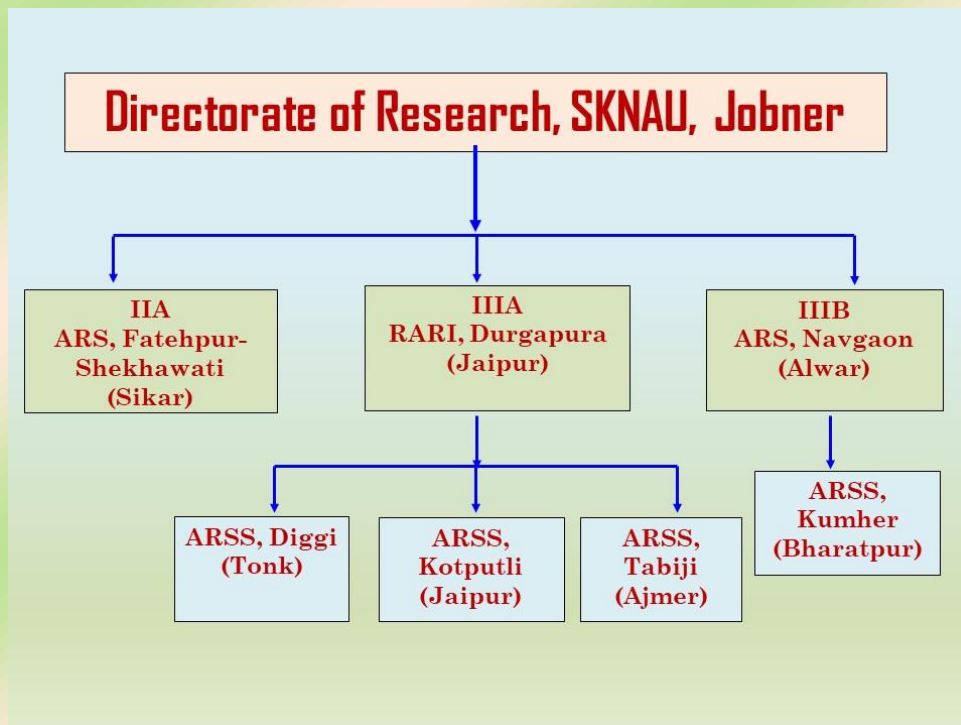 Directorate of Research, SKNAU, Jobner
IIA
ARS, Fatehpur-
Shekhawati
(Sikar)
IIIA
RARI, Durgapura
(Jaipur)
IIIB
ARS, Navgaon
(Alwar)
ARSS, Diggi
(Tonk)
ARSS,
Kotputli
(Jaipur)
ARSS,
Tabiji
(Ajmer)
ARSS,
Kumher
(Bharatpur)